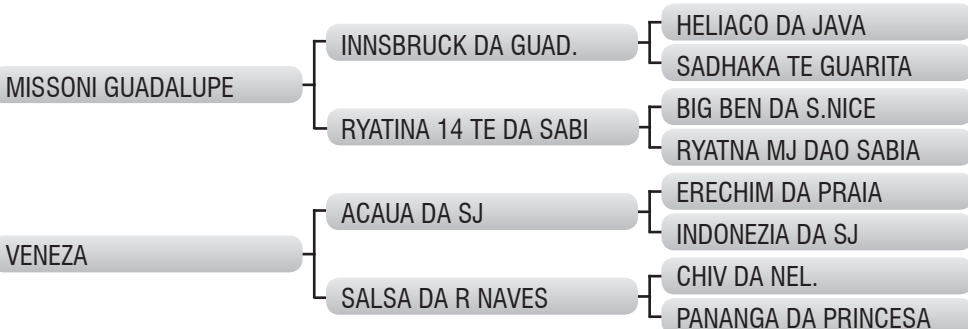 MISSONI GUADALUPE
INNSBRUCK DA GUAD.
HELIACO DA JAVA
SADHAKA TE GUARITA
RYATINA 14 TE DA SABI
BIG BEN DA S.NICE
RYATNA MJ DAO SABIA
VENEZA
ACAUA DA SJ
ERECHIM DA PRAIA
INDONEZIA DA SJ
SALSA DA R NAVES
CHIV DA NEL.
PANANGA DA PRINCESA